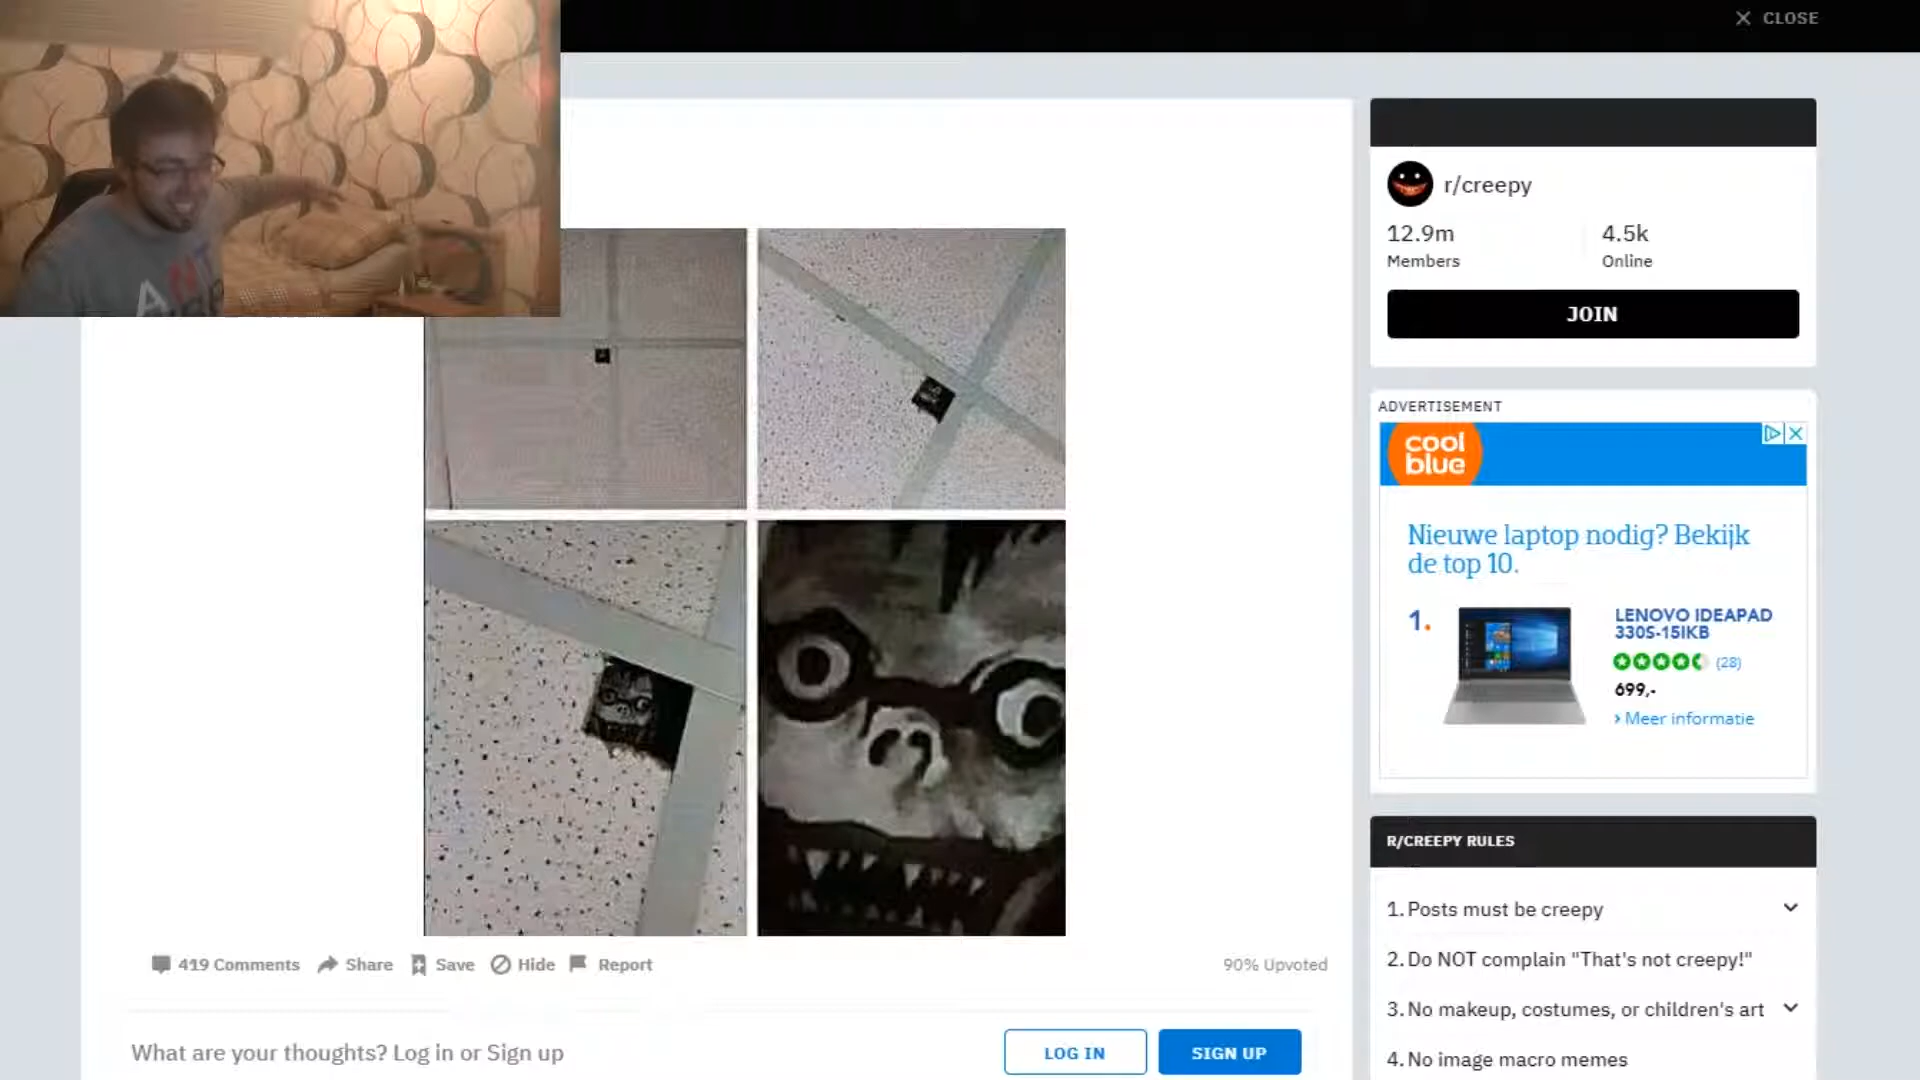 CLOSE
r/creepy
12.9m
Members
4.5k
Online
JOIN
ADVERTISEMENT
cool
blue
Nieuwe laptop nodig? Bekijk
de top 10.
1.
LENOVO IDEAPAD
330S-15IKB
(28)
699,-
› Meer informatie
R/CREEPY RULES
1. Posts must be creepy
2. Do NOT complain "That's not creepy!"
3. No makeup, costumes, or children's art
4. No image macro memes
419 Comments Share Save Hide Report
90% Upvoted
What are your thoughts? Log in or Sign up
LOG IN
SIGN UP